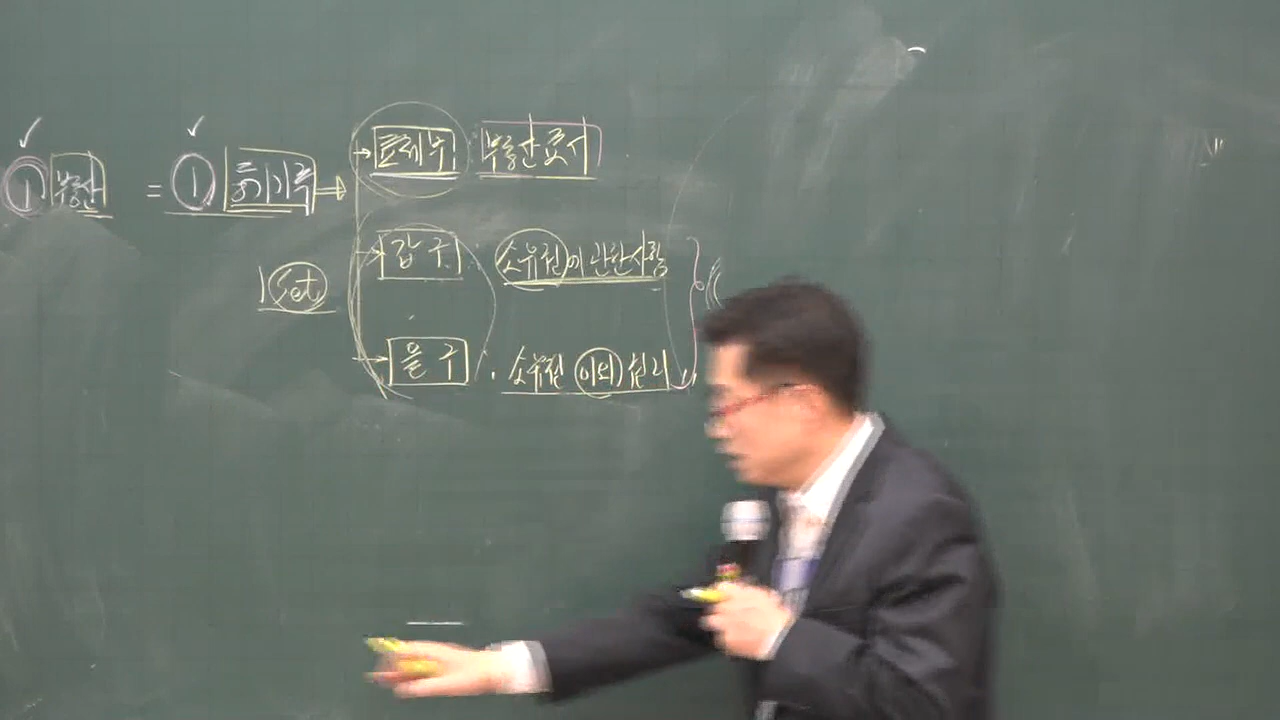 ① 부동산 = ① 등기기록 ⇒
→ 표제부 : 부동산 표시
→ 갑 구 : 소유권에 관한 사항
1 Set
→ 을 구 : 소유권 이외 권리